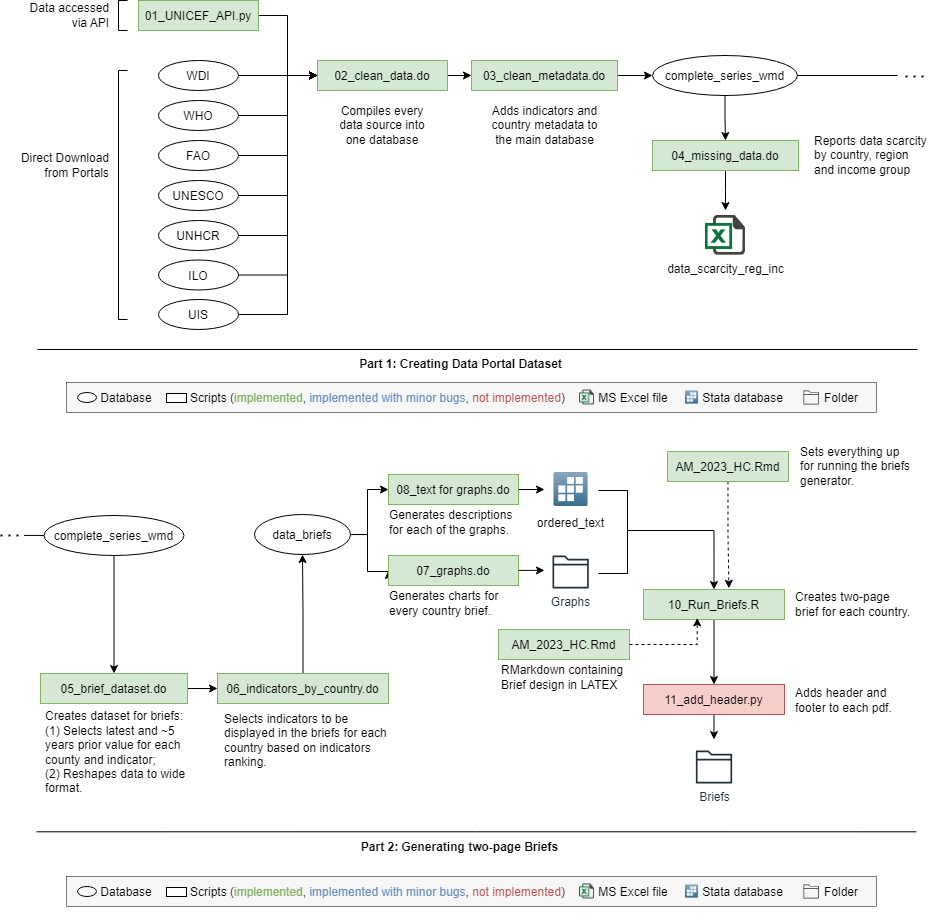 Data accessed
via API
01_UNICEF_API.py
WDI
WHO
FAO
UNESCO
UNHCR
ILO
UIS
Direct Download
from Portals
02_clean_data.do
Compiles every
data source into
one database
03_clean_metadata.do
Adds indicators and
country metadata to
the main database
complete_series_wmd
...
04_missing_data.do
Reports data scarcity
by country, region
and income group
data_scarcity_reg_inc
Part 1: Creating Data Portal Dataset
Database
Scripts (implemented, implemented with minor bugs, not implemented)
MS Excel file
Stata database
Folder
...
complete_series_wmd
05_brief_dataset.do
Creates dataset for briefs:
(1) Selects latest and ~5
years prior value for each
county and indicator;
(2) Reshapes data to wide
format.
06_indicators_by_country.do
Selects indicators to be
displayed in the briefs for each
country based on indicators
ranking.
data_briefs
08_text for graphs.do
Generates descriptions
for each of the graphs.
ordered_text
07_graphs.do
Generates charts for
every country brief.
Graphs
AM_2023_HC.Rmd
Sets everything up
for running the briefs
generator.
10_Run_Briefs.R
Creates two-page
brief for each country.
AM_2023_HC.Rmd
RMarkdown containing
Brief design in LATEX
11_add_header.py
Adds header and
footer to each pdf.
Briefs
Part 2: Generating two-page Briefs
Database
Scripts (implemented, implemented with minor bugs, not implemented)
MS Excel file
Stata database
Folder